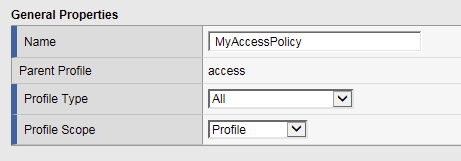 General Properties
Name MyAccessPolicy
Parent Profile access
Profile Type All
Profile Scope Profile